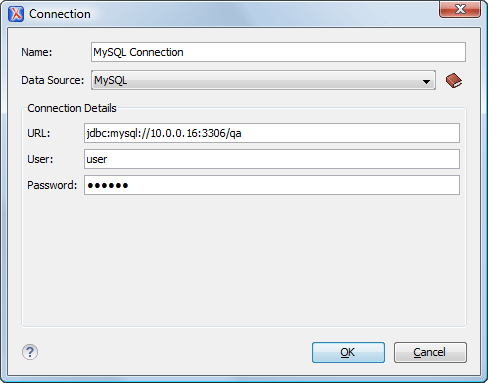 Connection
Name: MySQL Connection
Data Source: MySQL
Connection Details
URL: jdbc:mysql://10.0.0.16:3306/qa
User: user
Password: ●●●●●●
? OK Cancel